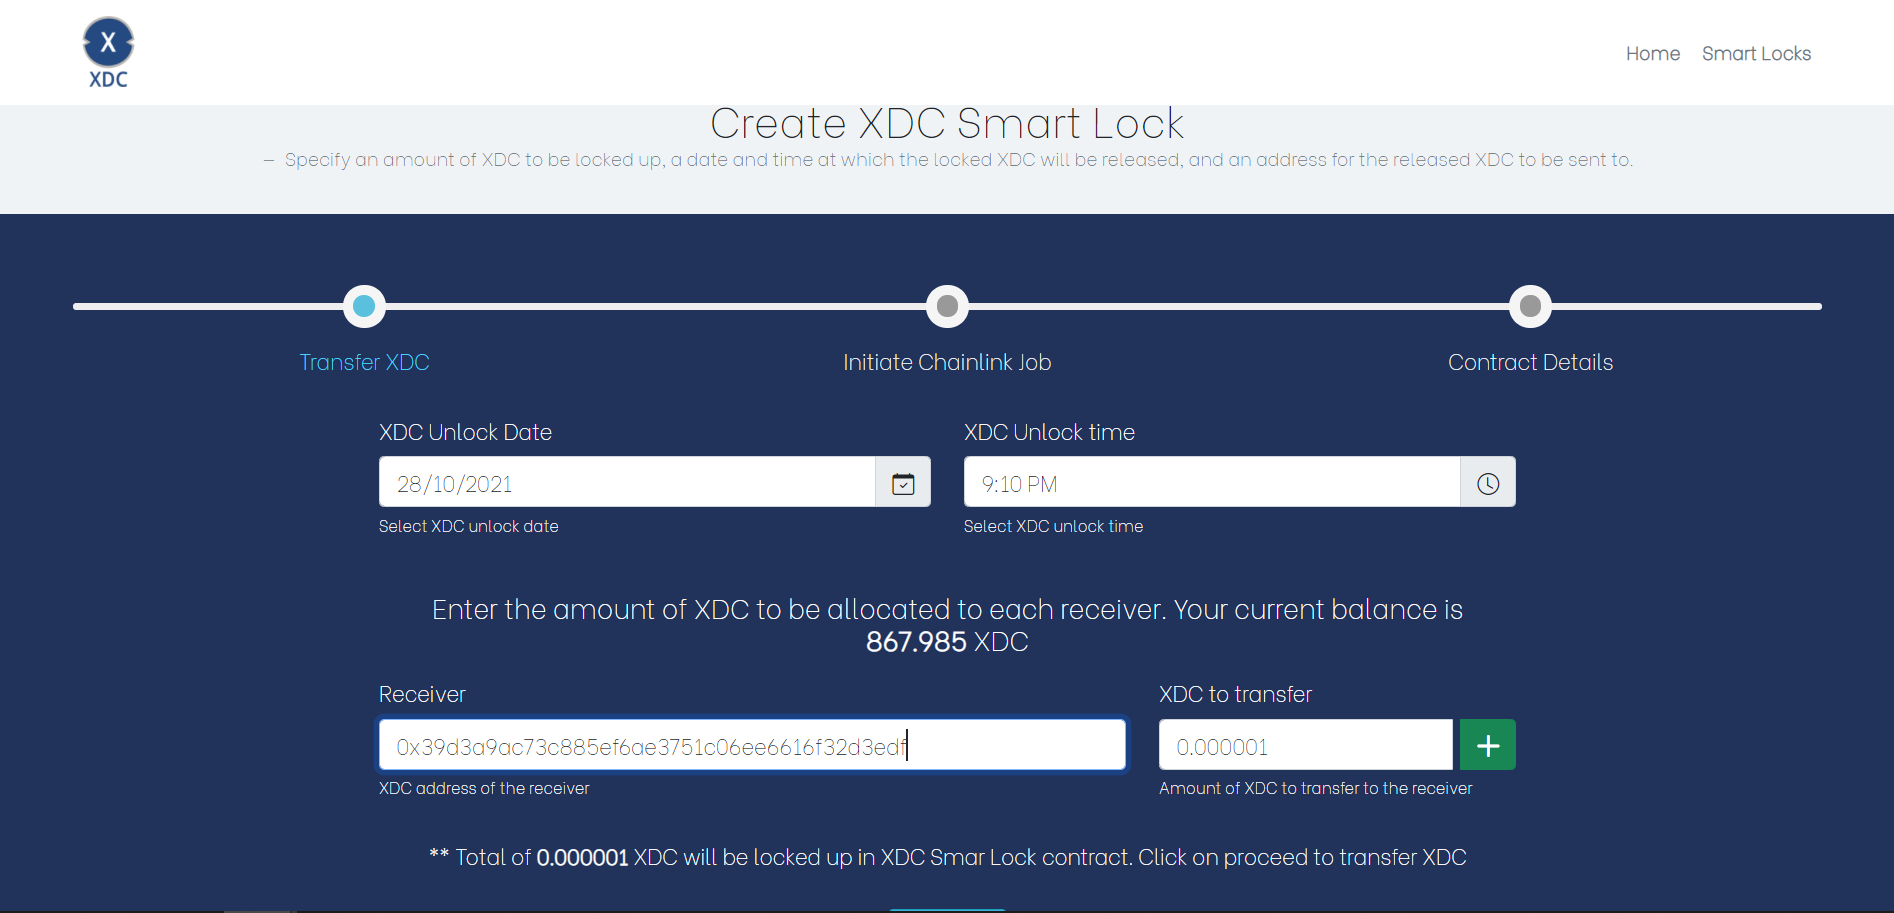 X
XDC
Home Smart Locks
Create XDC Smart Lock
– Specify an amount of XDC to be locked up, a date and time at which the locked XDC will be released, and an address for the released XDC to be sent to.
Transfer XDC Initiate Chainlink Job Contract Details
XDC Unlock Date XDC Unlock time
28/10/2021 9:10 PM
Select XDC unlock date Select XDC unlock time
Enter the amount of XDC to be allocated to each receiver. Your current balance is
867.985 XDC
Receiver XDC to transfer
0x39d3a9ac73c885ef6ae3751c06ee6616f32d3edf 0.000001 +
XDC address of the receiver Amount of XDC to transfer to the receiver
** Total of 0.000001 XDC will be locked up in XDC Smar Lock contract. Click on proceed to transfer XDC